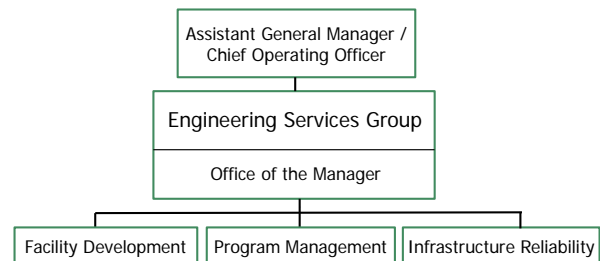 Assistant General Manager /
Chief Operating Officer
Engineering Services Group
Office of the Manager
Facility Development
Program Management
Infrastructure Reliability